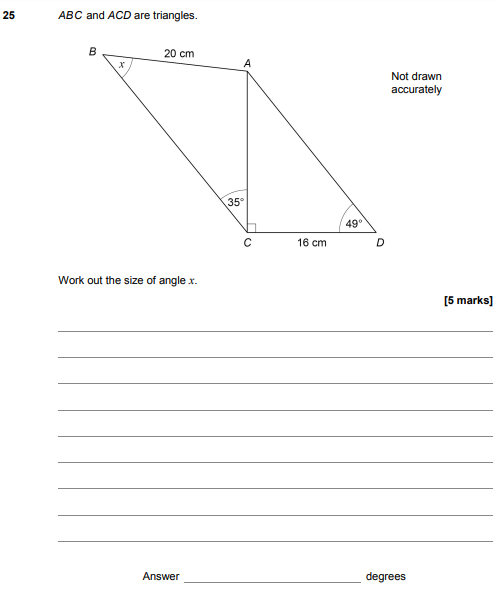 25 ABC and ACD are triangles.
B
20 cm
A
x
Not drawn
accurately
35°
49°
C
16 cm
D
Work out the size of angle x.
[5 marks]
Answer degrees